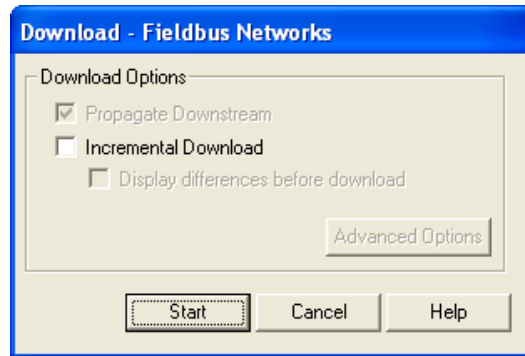 Download - Fieldbus Networks
Download Options
Propagate Downstream
Incremental Download
Display differences before download
Advanced Options
Start Cancel Help